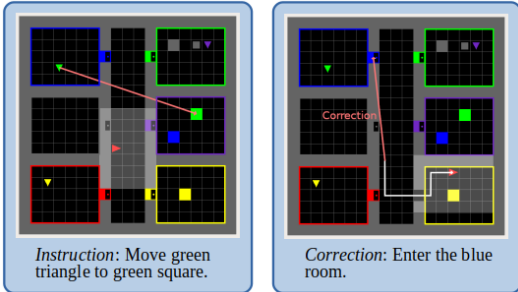 Correction
Instruction: Move green
triangle to green square.
Correction: Enter the blue
room.